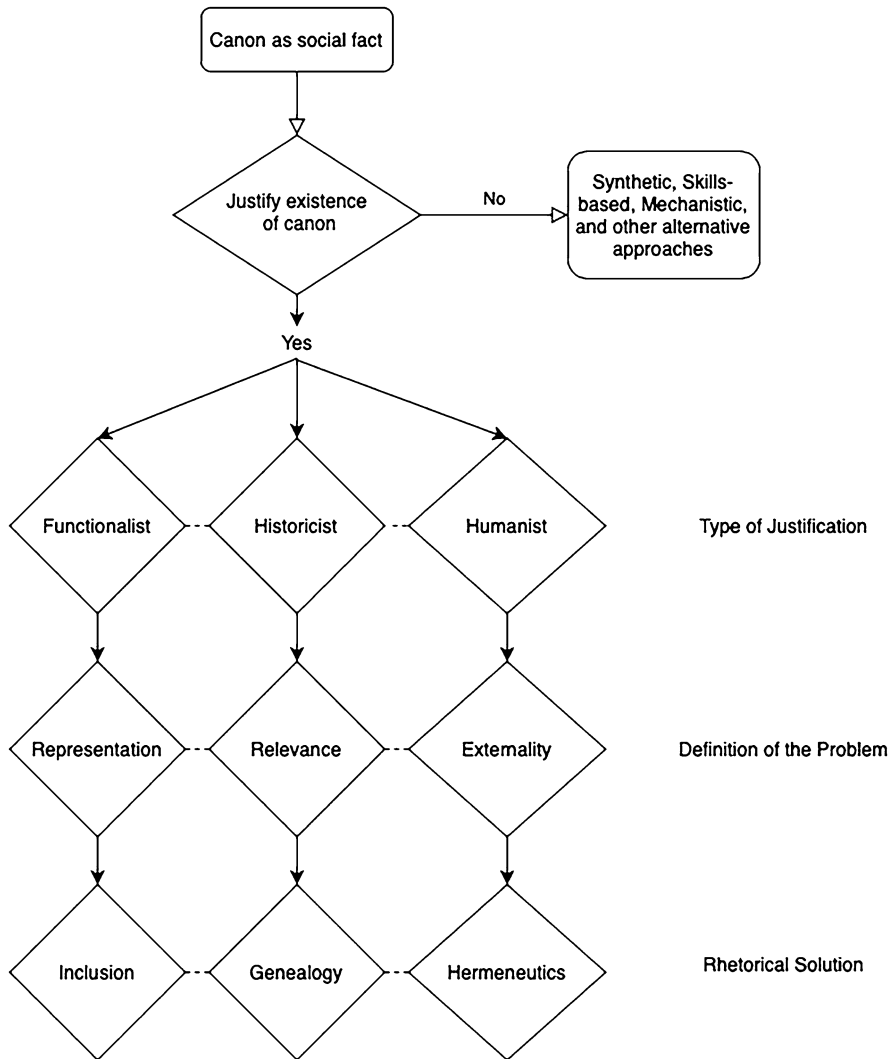 Canon as social fact
Justify existence
of canon
No
Synthetic, Skills-
based, Mechanistic,
and other alternative
approaches
Yes
Functionalist
Historicist
Humanist
Type of Justification
Representation
Relevance
Externality
Definition of the Problem
Inclusion
Genealogy
Hermeneutics
Rhetorical Solution